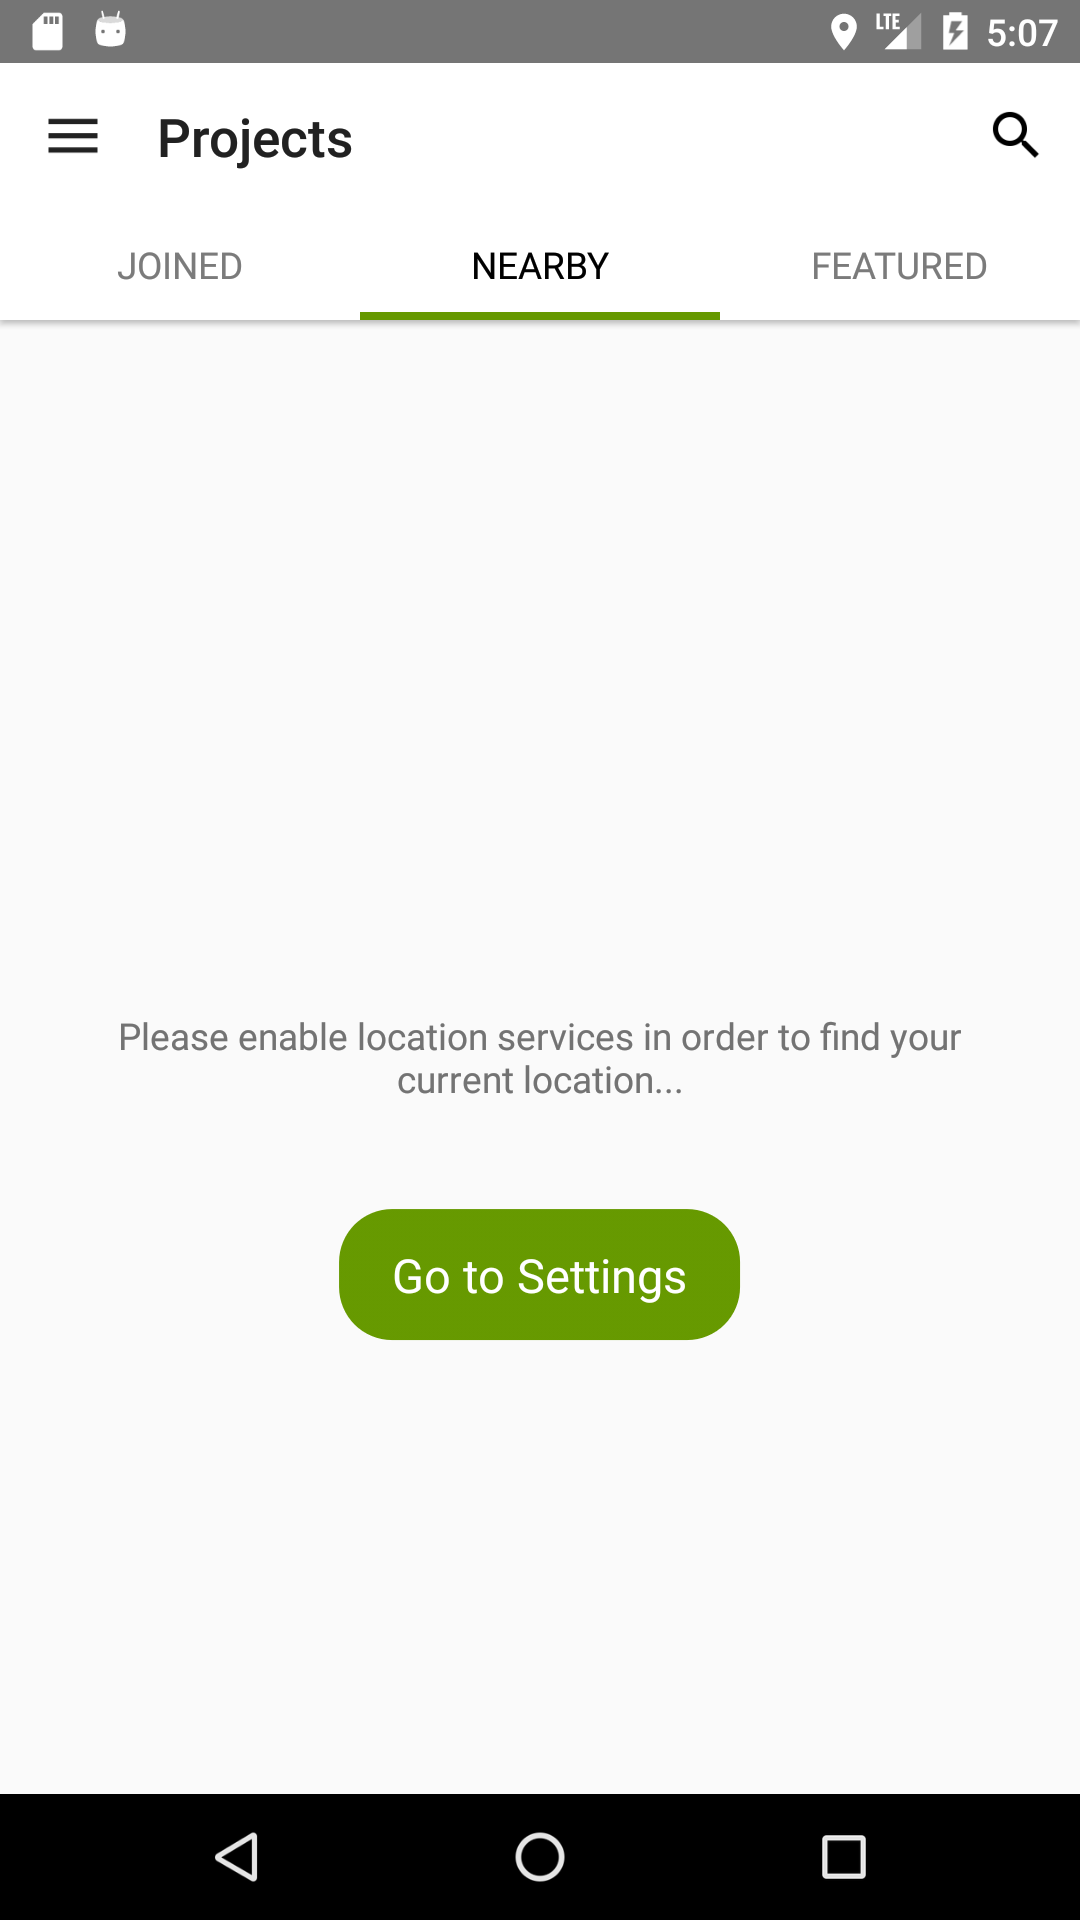 LTE 5:07
Projects
JOINED NEARBY FEATURED
Please enable location services in order to find your
current location...
Go to Settings